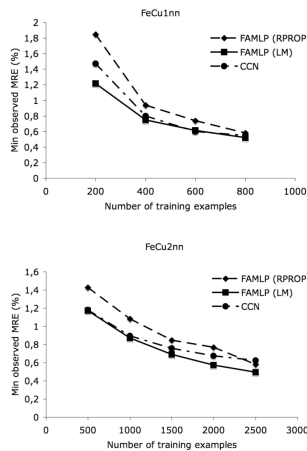 FeCu1nn
Min observed MRE (%)
2
1,8
1,6
1,4
1,2
1
0,8
0,6
0,4
0,2
0
0 200 400 600 800 1000
Number of training examples
FAMLP (RPROP)
FAMLP (LM)
CCN
FeCu2nn
Min observed MRE (%)
1,6
1,4
1,2
1
0,8
0,6
0,4
0,2
0
0 500 1000 1500 2000 2500 3000
Number of training examples
FAMLP (RPROP)
FAMLP (LM)
CCN